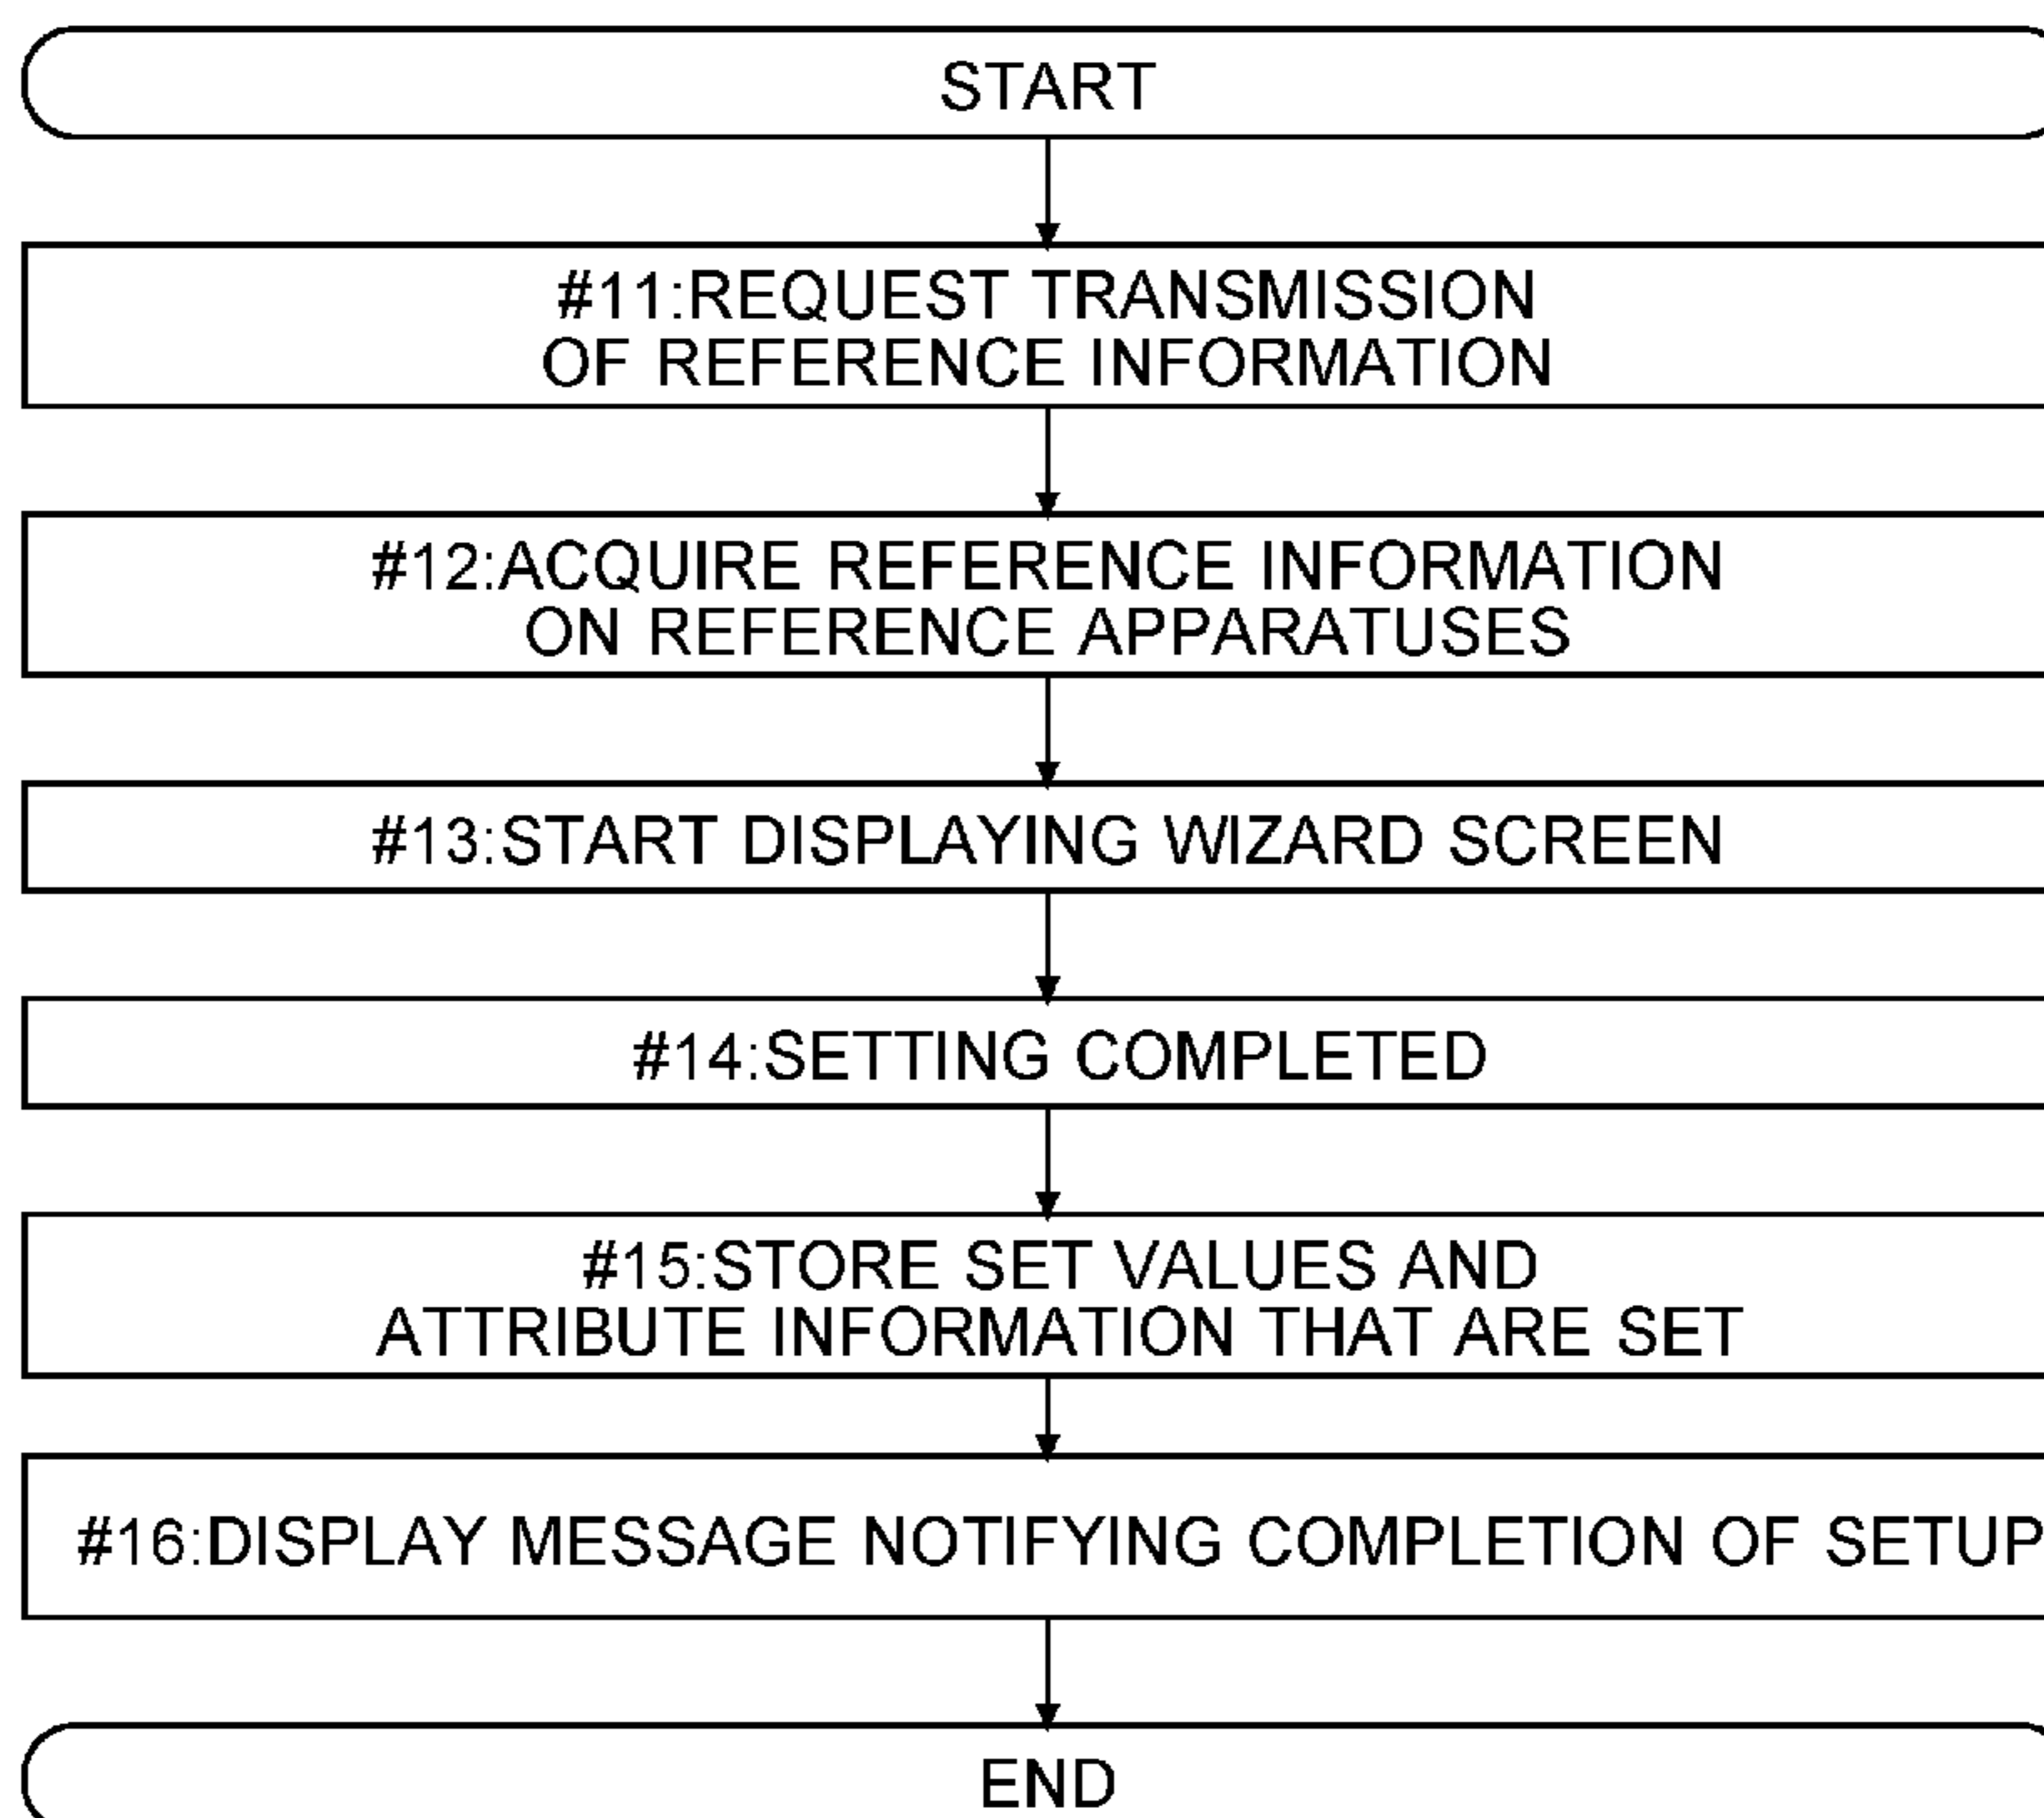 START
#11:REQUEST TRANSMISSION
OF REFERENCE INFORMATION
#12:ACQUIRE REFERENCE INFORMATION
ON REFERENCE APPARATUSES
#13:START DISPLAYING WIZARD SCREEN
#14:SETTING COMPLETED
#15:STORE SET VALUES AND
ATTRIBUTE INFORMATION THAT ARE SET
#16:DISPLAY MESSAGE NOTIFYING COMPLETION OF SETUP
END